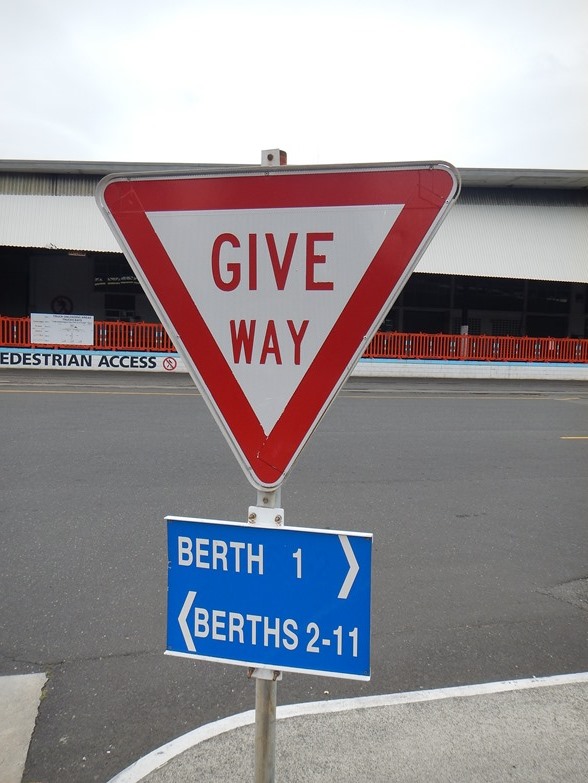 GIVE
WAY
EDESTRIAN ACCESS
BERTH 1
BERTHS 2-11